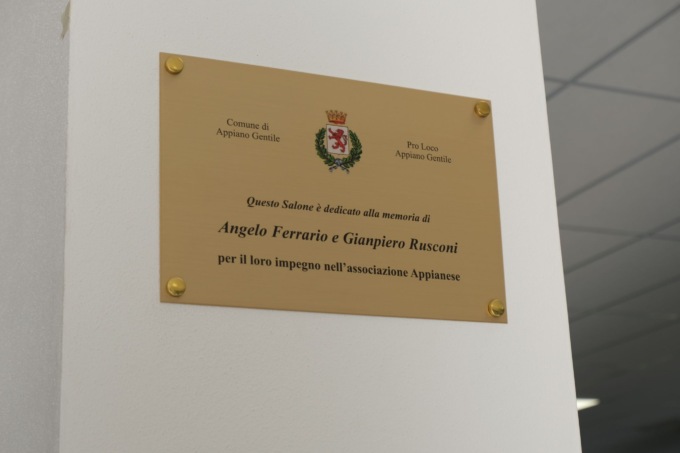 Comune di
Appiano Gentile
Pro Loco
Appiano Gentile
Questo Salone è dedicato alla memoria di
Angelo Ferrario e Gianpiero Rusconi
per il loro impegno nell'associazione Appianese